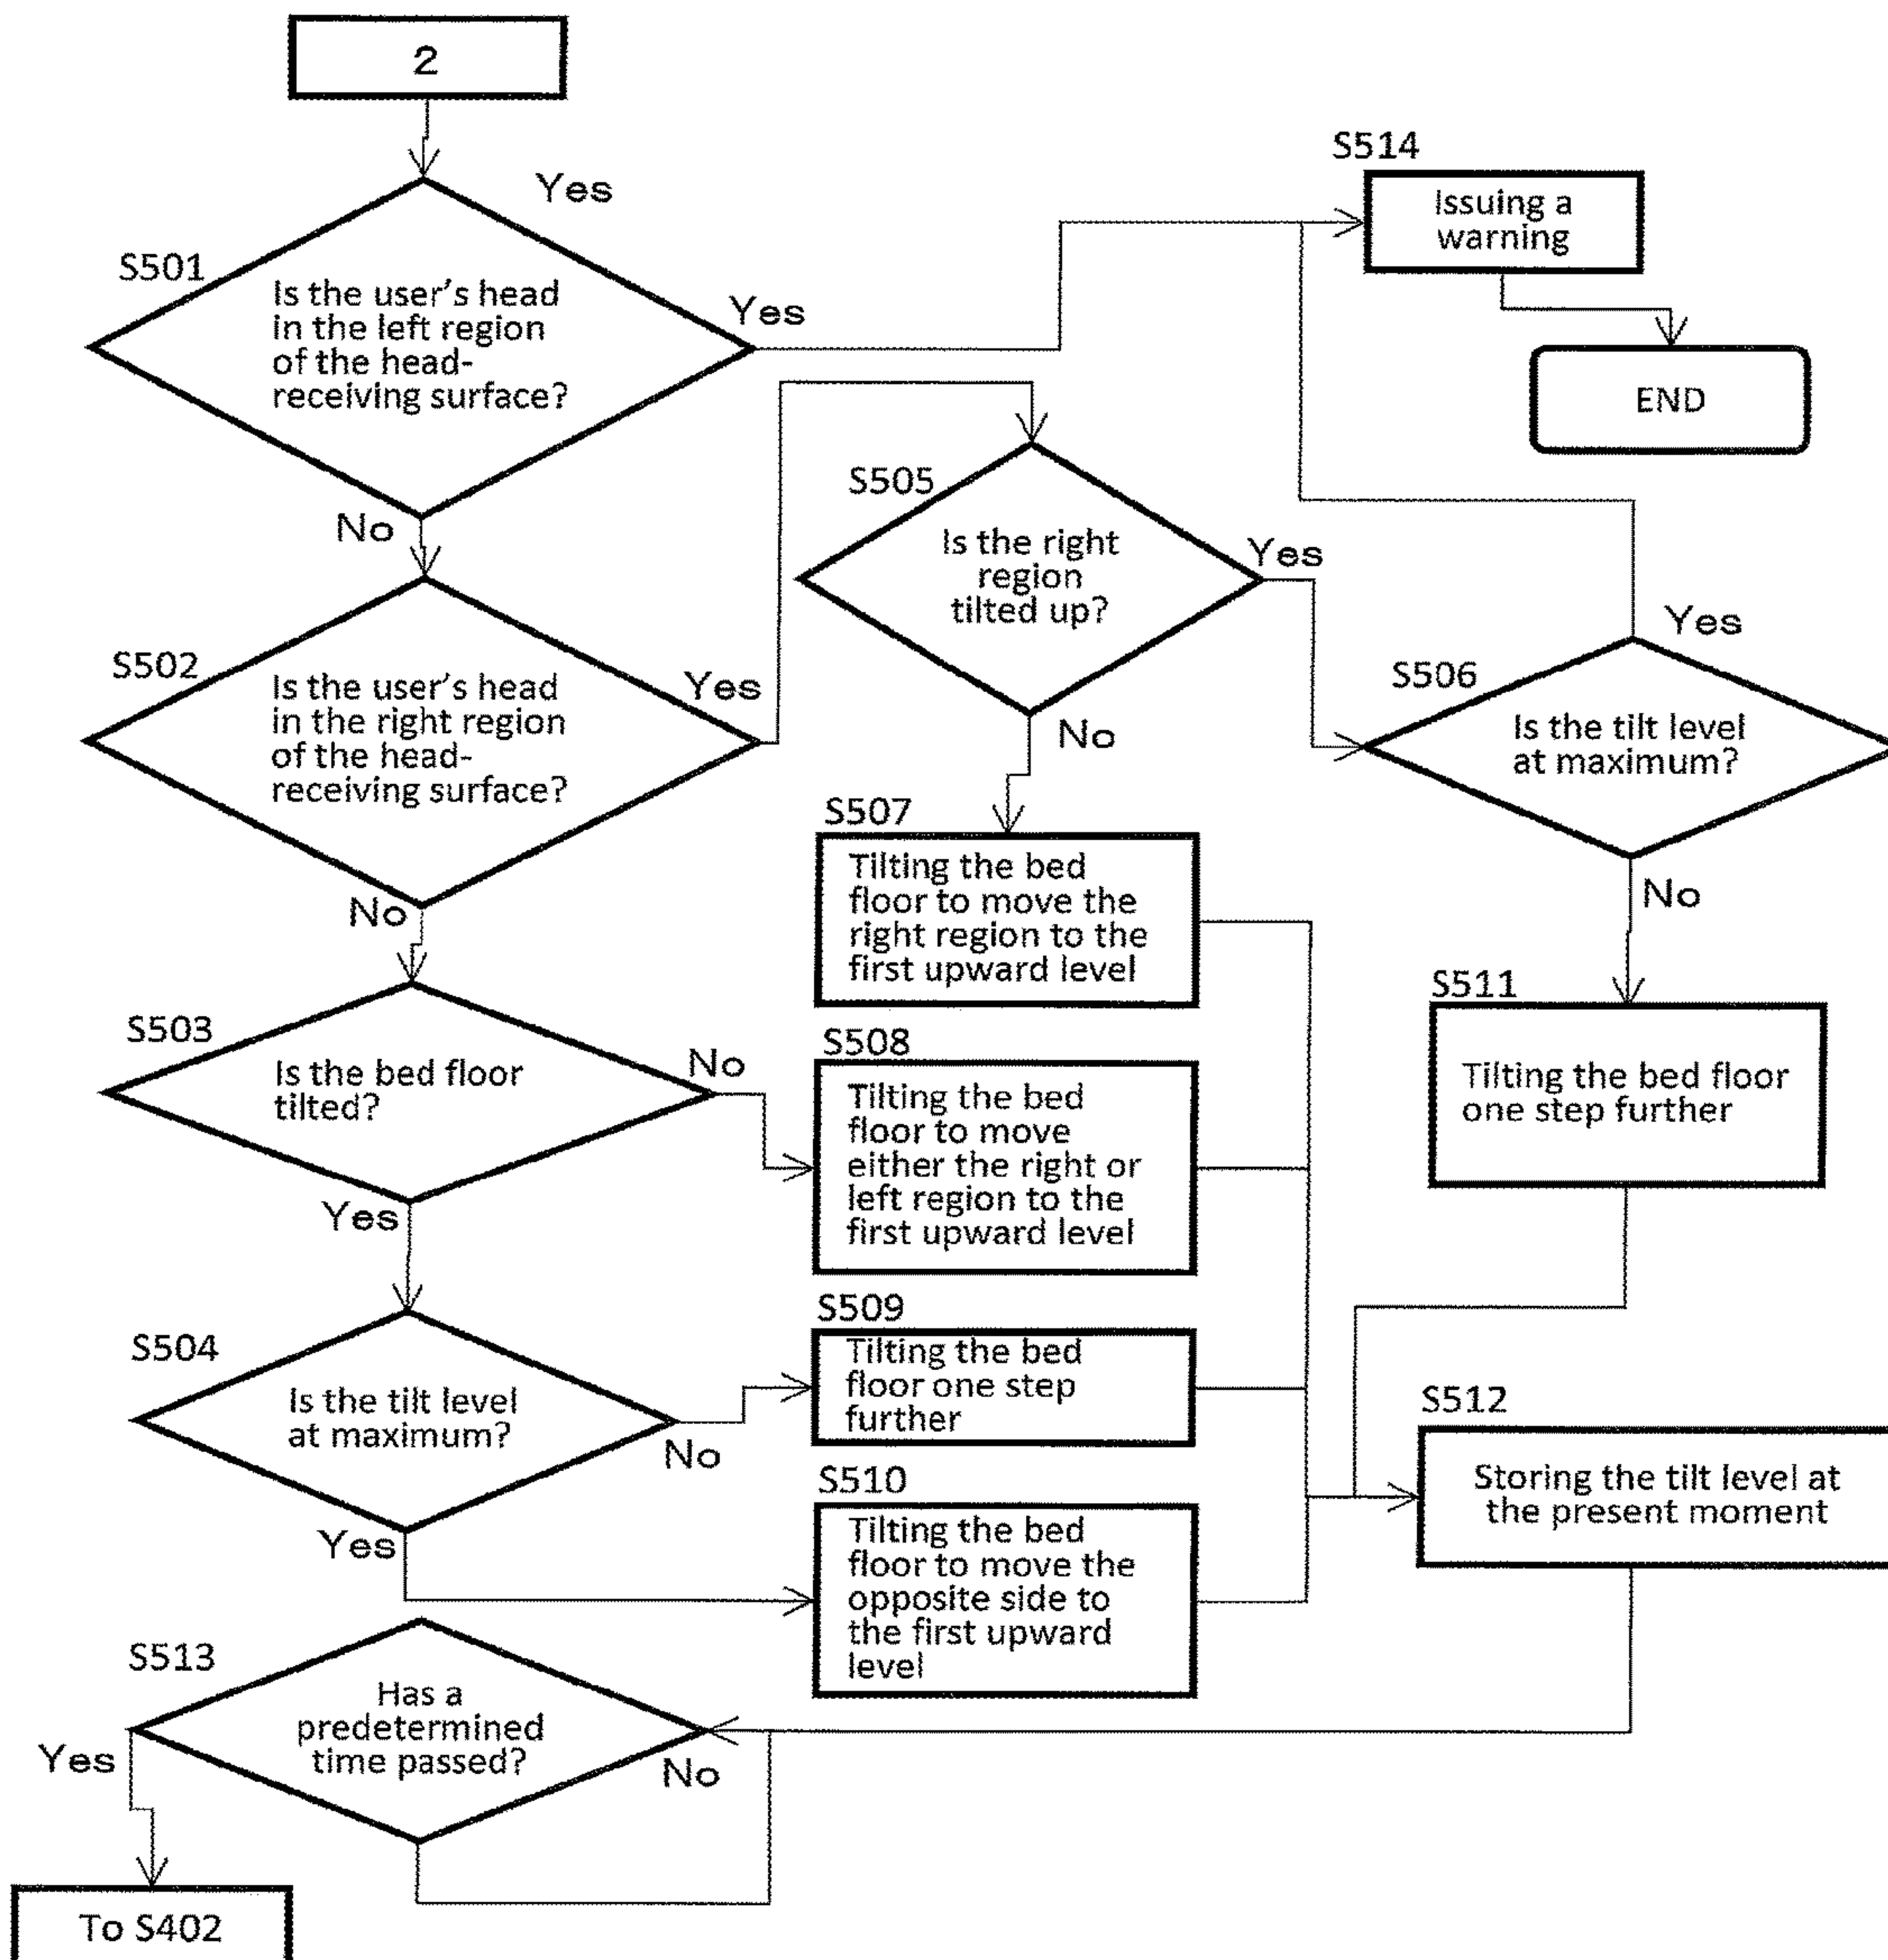 2
Yes
S501
Is the user's head
in the left region
of the head-
receiving surface?
Yes
No
S514
Issuing a
warning
END
S502
Is the user's head
in the right region
of the head-
receiving surface?
Yes
No
S505
Is the right
region
tilted up?
Yes
No
S506
Is the tilt level
at maximum?
Yes
No
S507
Tilting the bed
floor to move the
right region to the
first upward level
S503
Is the bed floor
tilted?
No
Yes
S508
Tilting the bed
floor to move
either the right or
left region to the
first upward level
S511
Tilting the bed floor
one step further
S504
Is the tilt level
at maximum?
No
Yes
S509
Tilting the bed
floor one step
further
S510
Tilting the bed
floor to move the
opposite side to
the first upward
level
S512
Storing the tilt level at
the present moment
S513
Has a
predetermined
time passed?
Yes
No
To S402